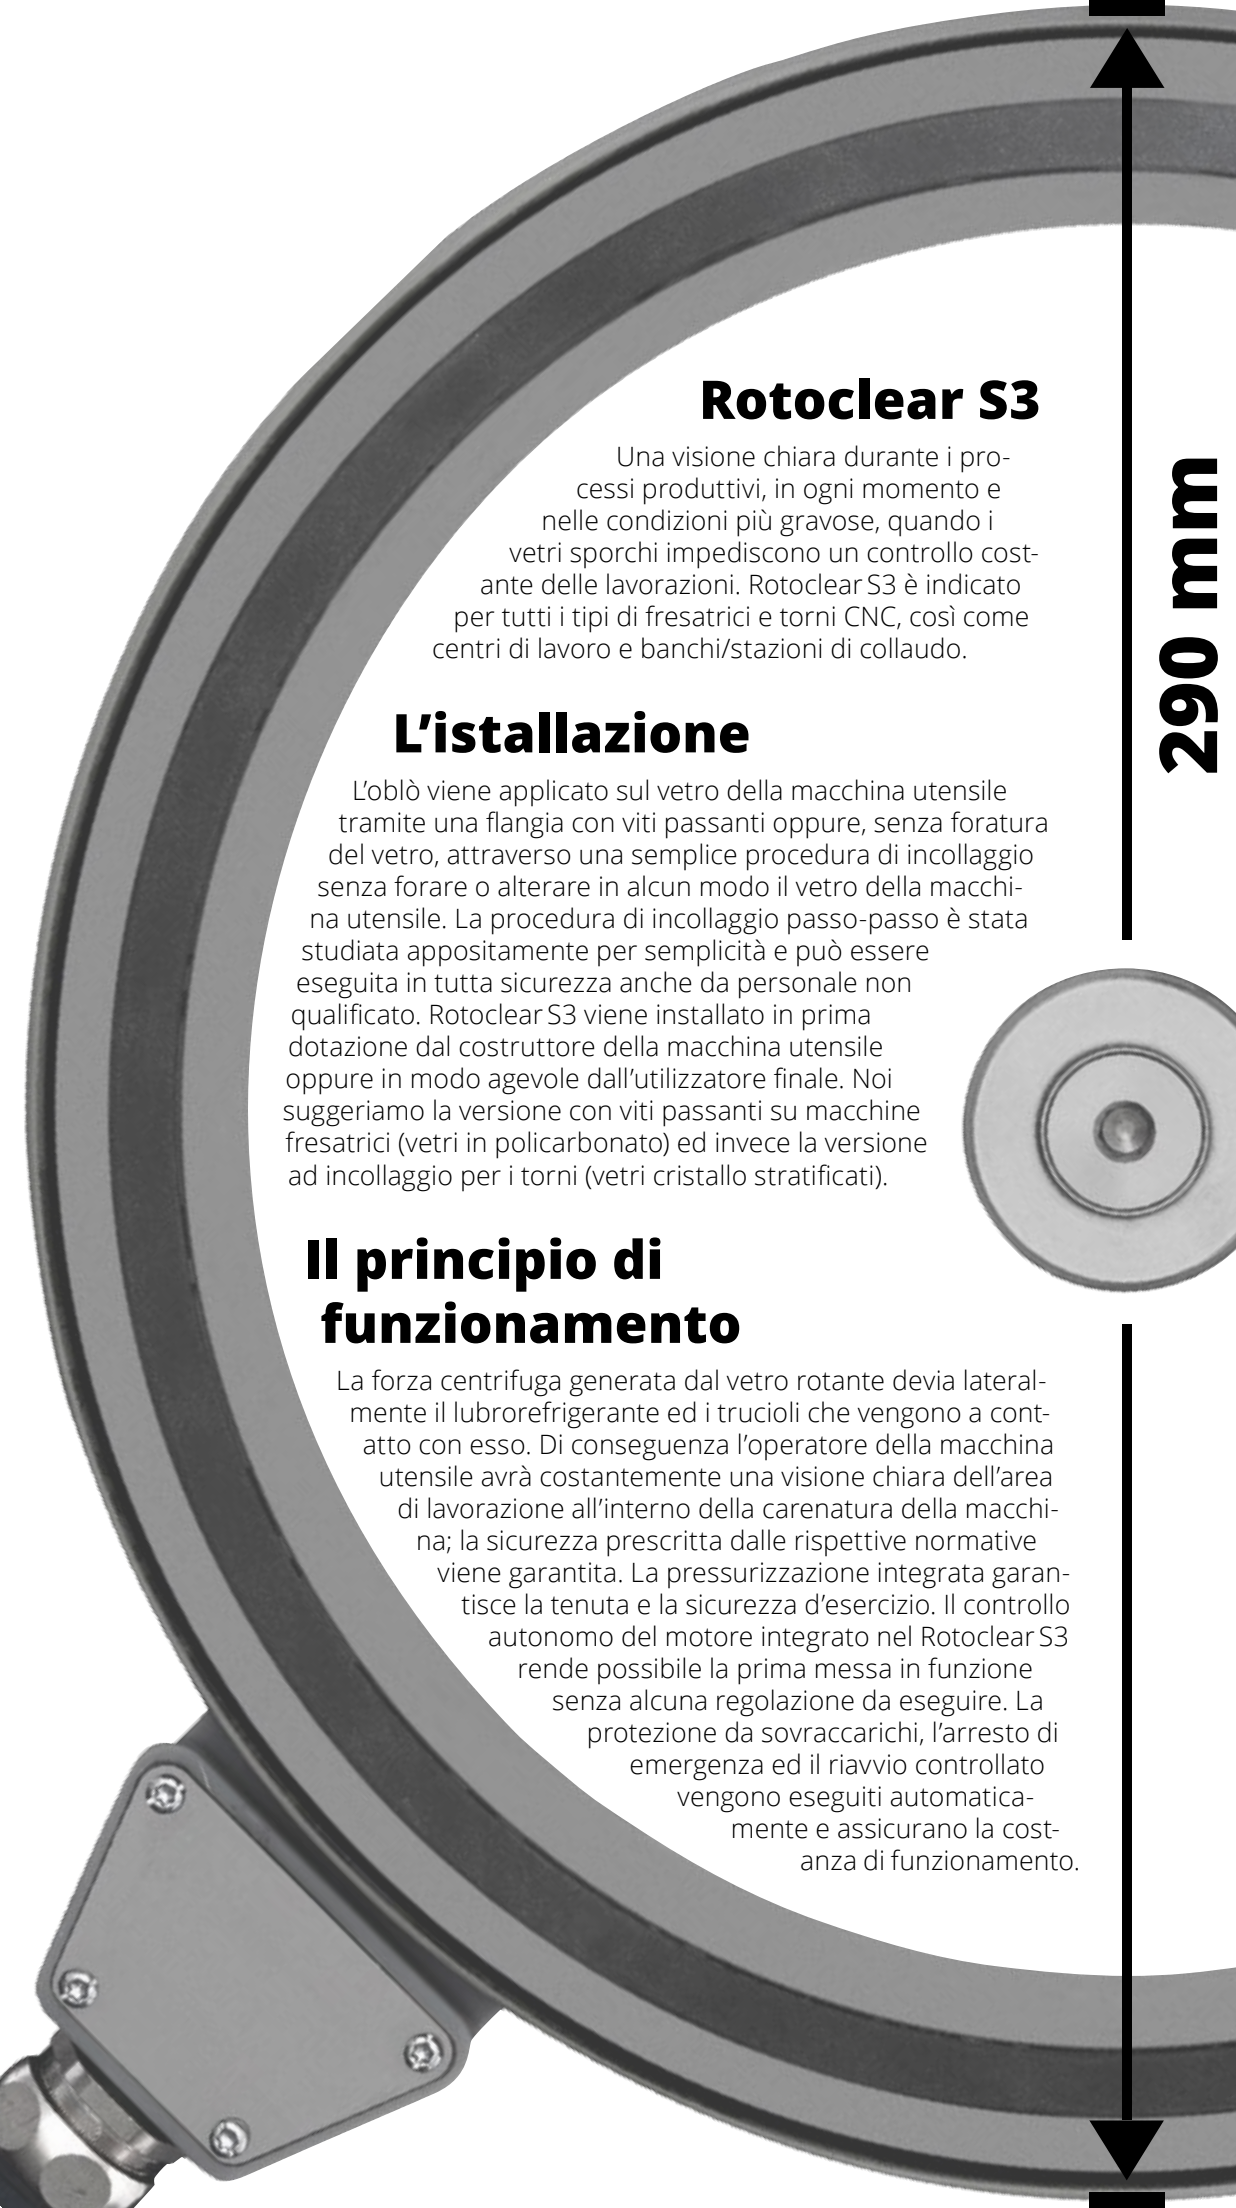 Rotoclear S3
Una visione chiara durante i pro-
cessi produttivi, in ogni momento e
nelle condizioni più gravose, quando i
vetri sporchi impediscono un controllo cost-
ante delle lavorazioni. Rotoclear S3 è indicato
per tutti i tipi di fresatrici e torni CNC, così come
centri di lavoro e banchi/stazioni di collaudo.
290 mm
L’istallazione
L’oblò viene applicato sul vetro della macchina utensile
tramite una flangia con viti passanti oppure, senza foratura
del vetro, attraverso una semplice procedura di incollaggio
senza forare o alterare in alcun modo il vetro della macchi-
na utensile. La procedura di incollaggio passo-passo è stata
studiata appositamente per semplicità e può essere
eseguita in tutta sicurezza anche da personale non
qualificato. Rotoclear S3 viene installato in prima
dotazione dal costruttore della macchina utensile
oppure in modo agevole dall’utilizzatore finale. Noi
suggeriamo la versione con viti passanti su macchine
fresatrici (vetri in policarbonato) ed invece la versione
ad incollaggio per i torni (vetri cristallo stratificati).
Il principio di
funzionamento
La forza centrifuga generata dal vetro rotante devia lateral-
mente il lubrorefrigerante ed i trucioli che vengono a cont-
atto con esso. Di conseguenza l’operatore della macchina
utensile avrà costantemente una visione chiara dell’area
di lavorazione all’interno della carenatura della macchi-
na; la sicurezza prescritta dalle rispettive normative
viene garantita. La pressurizzazione integrata garan-
tisce la tenuta e la sicurezza d’esercizio. Il controllo
autonomo del motore integrato nel Rotoclear S3
rende possibile la prima messa in funzione
senza alcuna regolazione da eseguire. La
protezione da sovraccarichi, l’arresto di
emergenza ed il riavvio controllato
vengono eseguiti automatica-
mente e assicurano la cost-
anza di funzionamento.